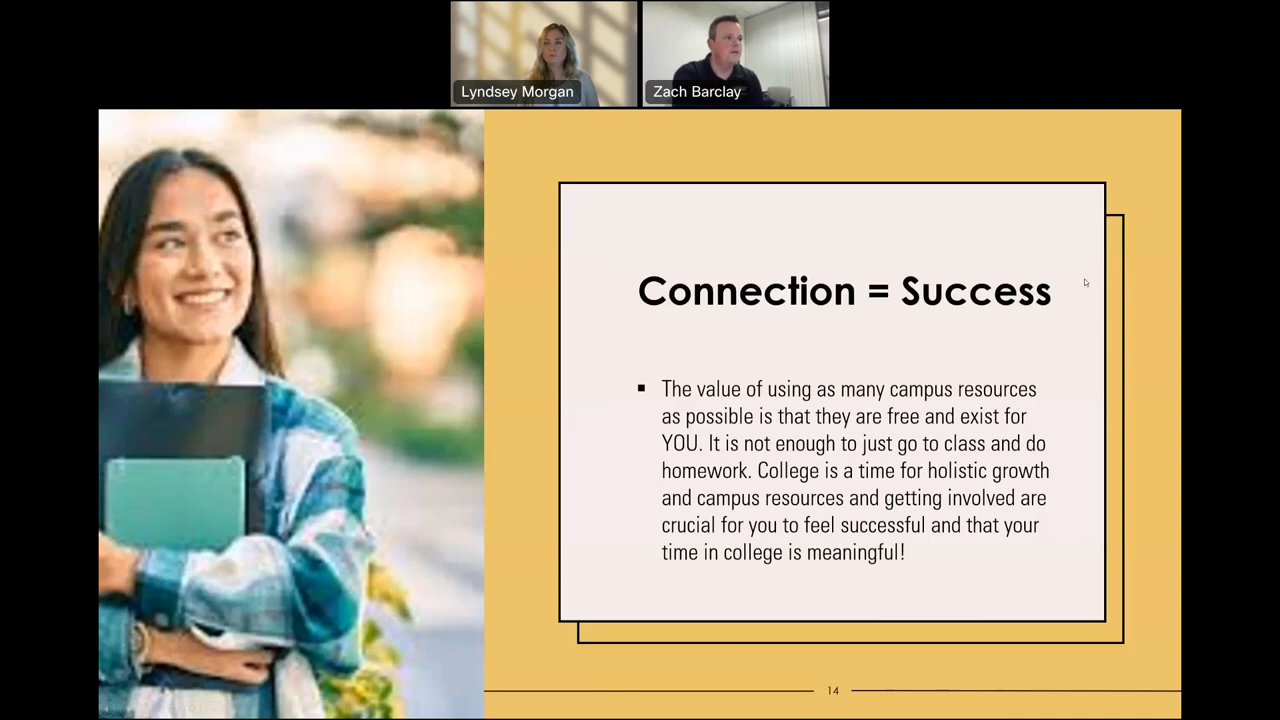 Lyndsey Morgan
Zach Barclay
Connection = Success
▪ The value of using as many campus resources
as possible is that they are free and exist for
YOU. It is not enough to just go to class and do
homework. College is a time for holistic growth
and campus resources and getting involved are
crucial for you to feel successful and that your
time in college is meaningful!
14